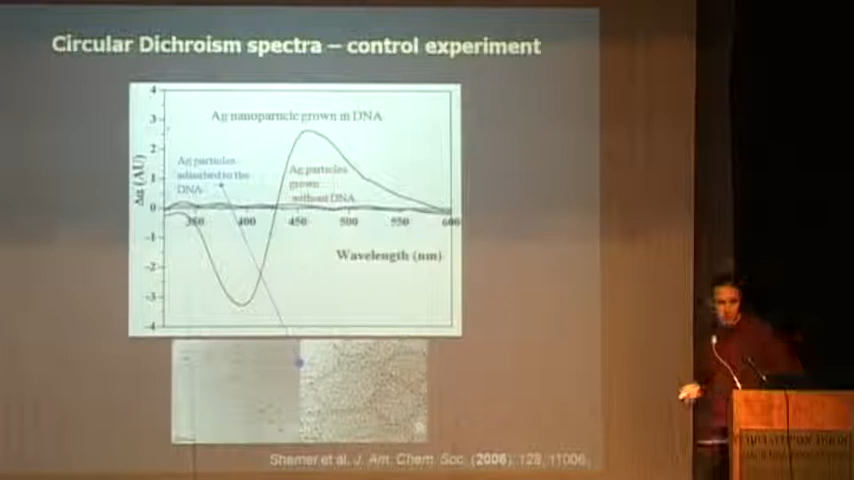 Circular Dichroism spectra – control experiment
4
3
2
1
0
-1
-2
-3
-4
Δα (AU)
Ag nanoparticle grown in DNA
Ag particles
adsorbed to the
DNA
Ag particles
grown
without DNA
350 400 450 500 550 600
Wavelength (nm)
Shemer et al. J. Am. Chem. Soc. (2006), 128, 11006.